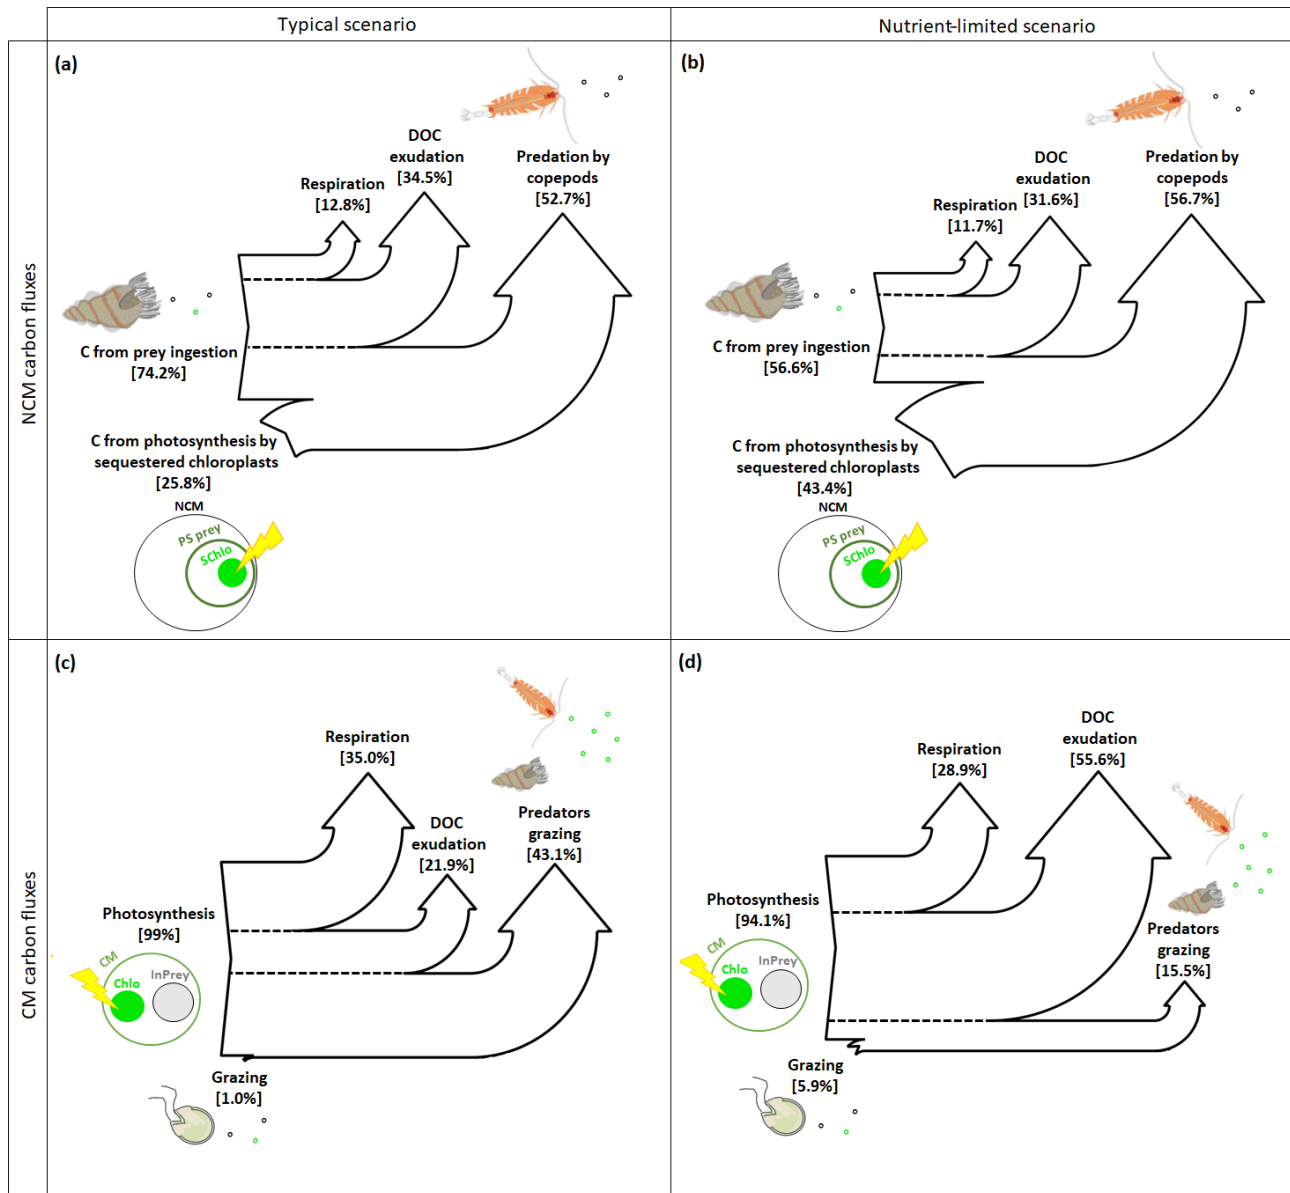 Typical scenario
Nutrient-limited scenario
NCM carbon fluxes
(a)
DOC
exudation
[34.5%]
Predation by
copepods
[52.7%]
Respiration
[12.8%]
C from prey ingestion
[74.2%]
C from photosynthesis by
sequestered chloroplasts
[25.8%]
NCM
PS prey
SChlo
(b)
DOC
exudation
[31.6%]
Predation by
copepods
[56.7%]
Respiration
[11.7%]
C from prey ingestion
[56.6%]
C from photosynthesis by
sequestered chloroplasts
[43.4%]
NCM
PS prey
SChlo
CM carbon fluxes
(c)
Respiration
[35.0%]
DOC
exudation
[21.9%]
Predators
grazing
[43.1%]
Photosynthesis
[99%]
CM
Chlo
InPrey
Grazing
[1.0%]
(d)
Respiration
[28.9%]
DOC
exudation
[55.6%]
Predators
grazing
[15.5%]
Photosynthesis
[94.1%]
CM
Chlo
InPrey
Grazing
[5.9%]